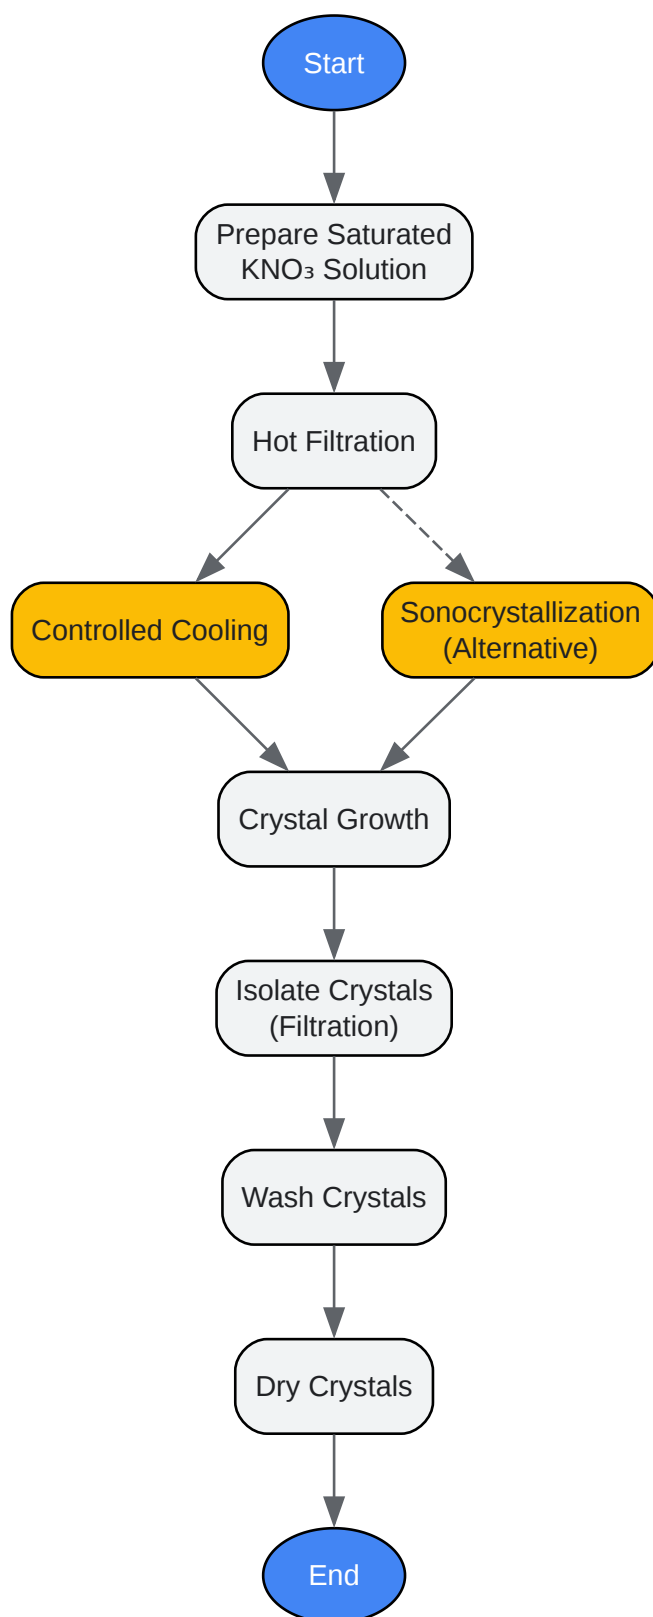 Start
Prepare Saturated
KNO₃ Solution
Hot Filtration
Controlled Cooling
Sonocrystallization
(Alternative)
Crystal Growth
Isolate Crystals
(Filtration)
Wash Crystals
Dry Crystals
End